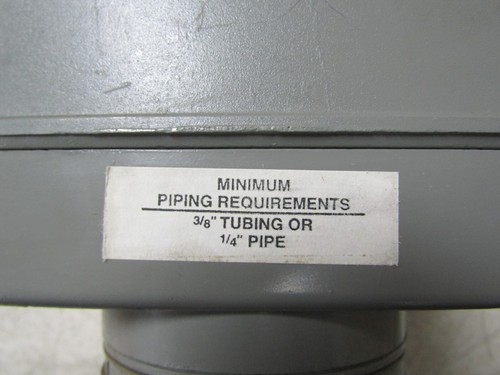 MINIMUM
PIPING REQUIREMENTS
3/8" TUBING OR
1/4" PIPE